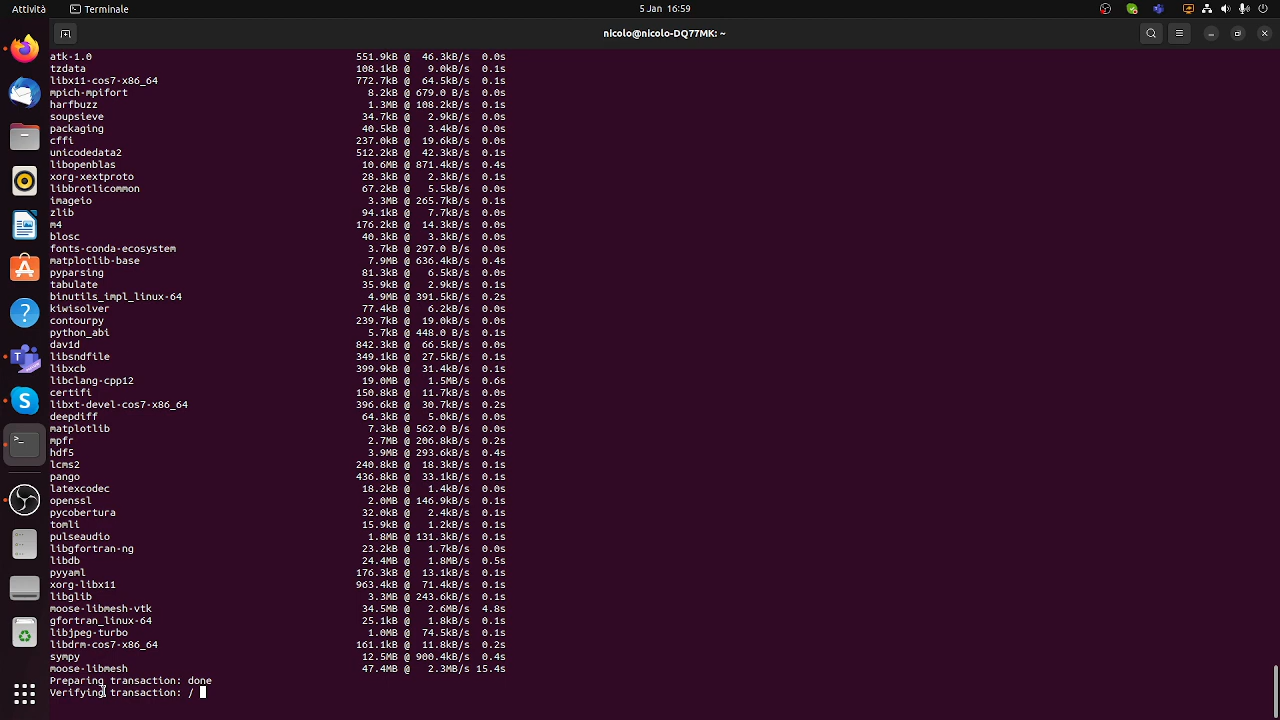 Attività Terminale 5 Jan 16:59
nicolo@nicolo-DQ77MK: ~
atk-1.0 551.9kB @ 46.3kB/s 0.0s
tzdata 108.1kB @ 9.0kB/s 0.1s
libx11-cos7-x86_64 772.7kB @ 64.5kB/s 0.1s
mpich-mpifort 8.2kB @ 679.0 B/s 0.0s
harfbuzz 1.3MB @ 108.2kB/s 0.1s
soupsieve 34.7kB @ 2.9kB/s 0.0s
packaging 40.5kB @ 3.4kB/s 0.0s
cffi 237.0kB @ 19.6kB/s 0.0s
unicodedata2 512.2kB @ 42.3kB/s 0.1s
libopenblas 10.6MB @ 871.4kB/s 0.4s
xorg-xextproto 28.3kB @ 2.3kB/s 0.1s
libbrotlicommon 67.2kB @ 5.5kB/s 0.0s
imageio 3.3MB @ 265.7kB/s 0.1s
zlib 94.1kB @ 7.7kB/s 0.0s
m4 176.2kB @ 14.3kB/s 0.0s
blosc 40.3kB @ 3.3kB/s 0.0s
fonts-conda-ecosystem 3.7kB @ 297.0 B/s 0.0s
matplotlib-base 7.9MB @ 636.4kB/s 0.4s
pyparsing 81.3kB @ 6.5kB/s 0.0s
tabulate 35.9kB @ 2.9kB/s 0.1s
binutils_impl_linux-64 4.9MB @ 391.5kB/s 0.2s
kiwisolver 77.4kB @ 6.2kB/s 0.0s
contourpy 239.7kB @ 19.0kB/s 0.0s
python_abi 5.7kB @ 448.0 B/s 0.1s
dav1d 842.3kB @ 66.5kB/s 0.0s
libsndfile 349.1kB @ 27.5kB/s 0.1s
libxcb 399.9kB @ 31.4kB/s 0.1s
libclang-cpp12 19.0MB @ 1.5MB/s 0.6s
certifi 150.8kB @ 11.7kB/s 0.0s
libxt-devel-cos7-x86_64 396.6kB @ 30.7kB/s 0.2s
deepdiff 64.3kB @ 5.0kB/s 0.0s
matplotlib 7.3kB @ 562.0 B/s 0.0s
mpfr 2.7MB @ 206.8kB/s 0.2s
hdf5 3.9MB @ 293.6kB/s 0.4s
lcms2 240.8kB @ 18.3kB/s 0.1s
pango 436.8kB @ 33.1kB/s 0.1s
latexcodec 18.2kB @ 1.4kB/s 0.0s
openssl 2.0MB @ 146.9kB/s 0.1s
pycobertura 32.0kB @ 2.4kB/s 0.1s
tomli 15.9kB @ 1.2kB/s 0.1s
pulseaudio 1.8MB @ 131.3kB/s 0.1s
libgfortran-ng 23.2kB @ 1.7kB/s 0.0s
libdb 24.4MB @ 1.8MB/s 0.5s
pyyaml 176.3kB @ 13.1kB/s 0.1s
xorg-libx11 963.4kB @ 71.4kB/s 0.1s
libglib 3.3MB @ 243.6kB/s 0.1s
moose-libmesh-vtk 34.5MB @ 2.6MB/s 4.8s
gfortran_linux-64 25.1kB @ 1.8kB/s 0.1s
libjpeg-turbo 1.0MB @ 74.5kB/s 0.1s
libdrm-cos7-x86_64 161.1kB @ 11.8kB/s 0.2s
sympy 12.5MB @ 900.4kB/s 0.4s
moose-libmesh 47.4MB @ 2.3MB/s 15.4s
Preparing transaction: done
Verifying transaction: /